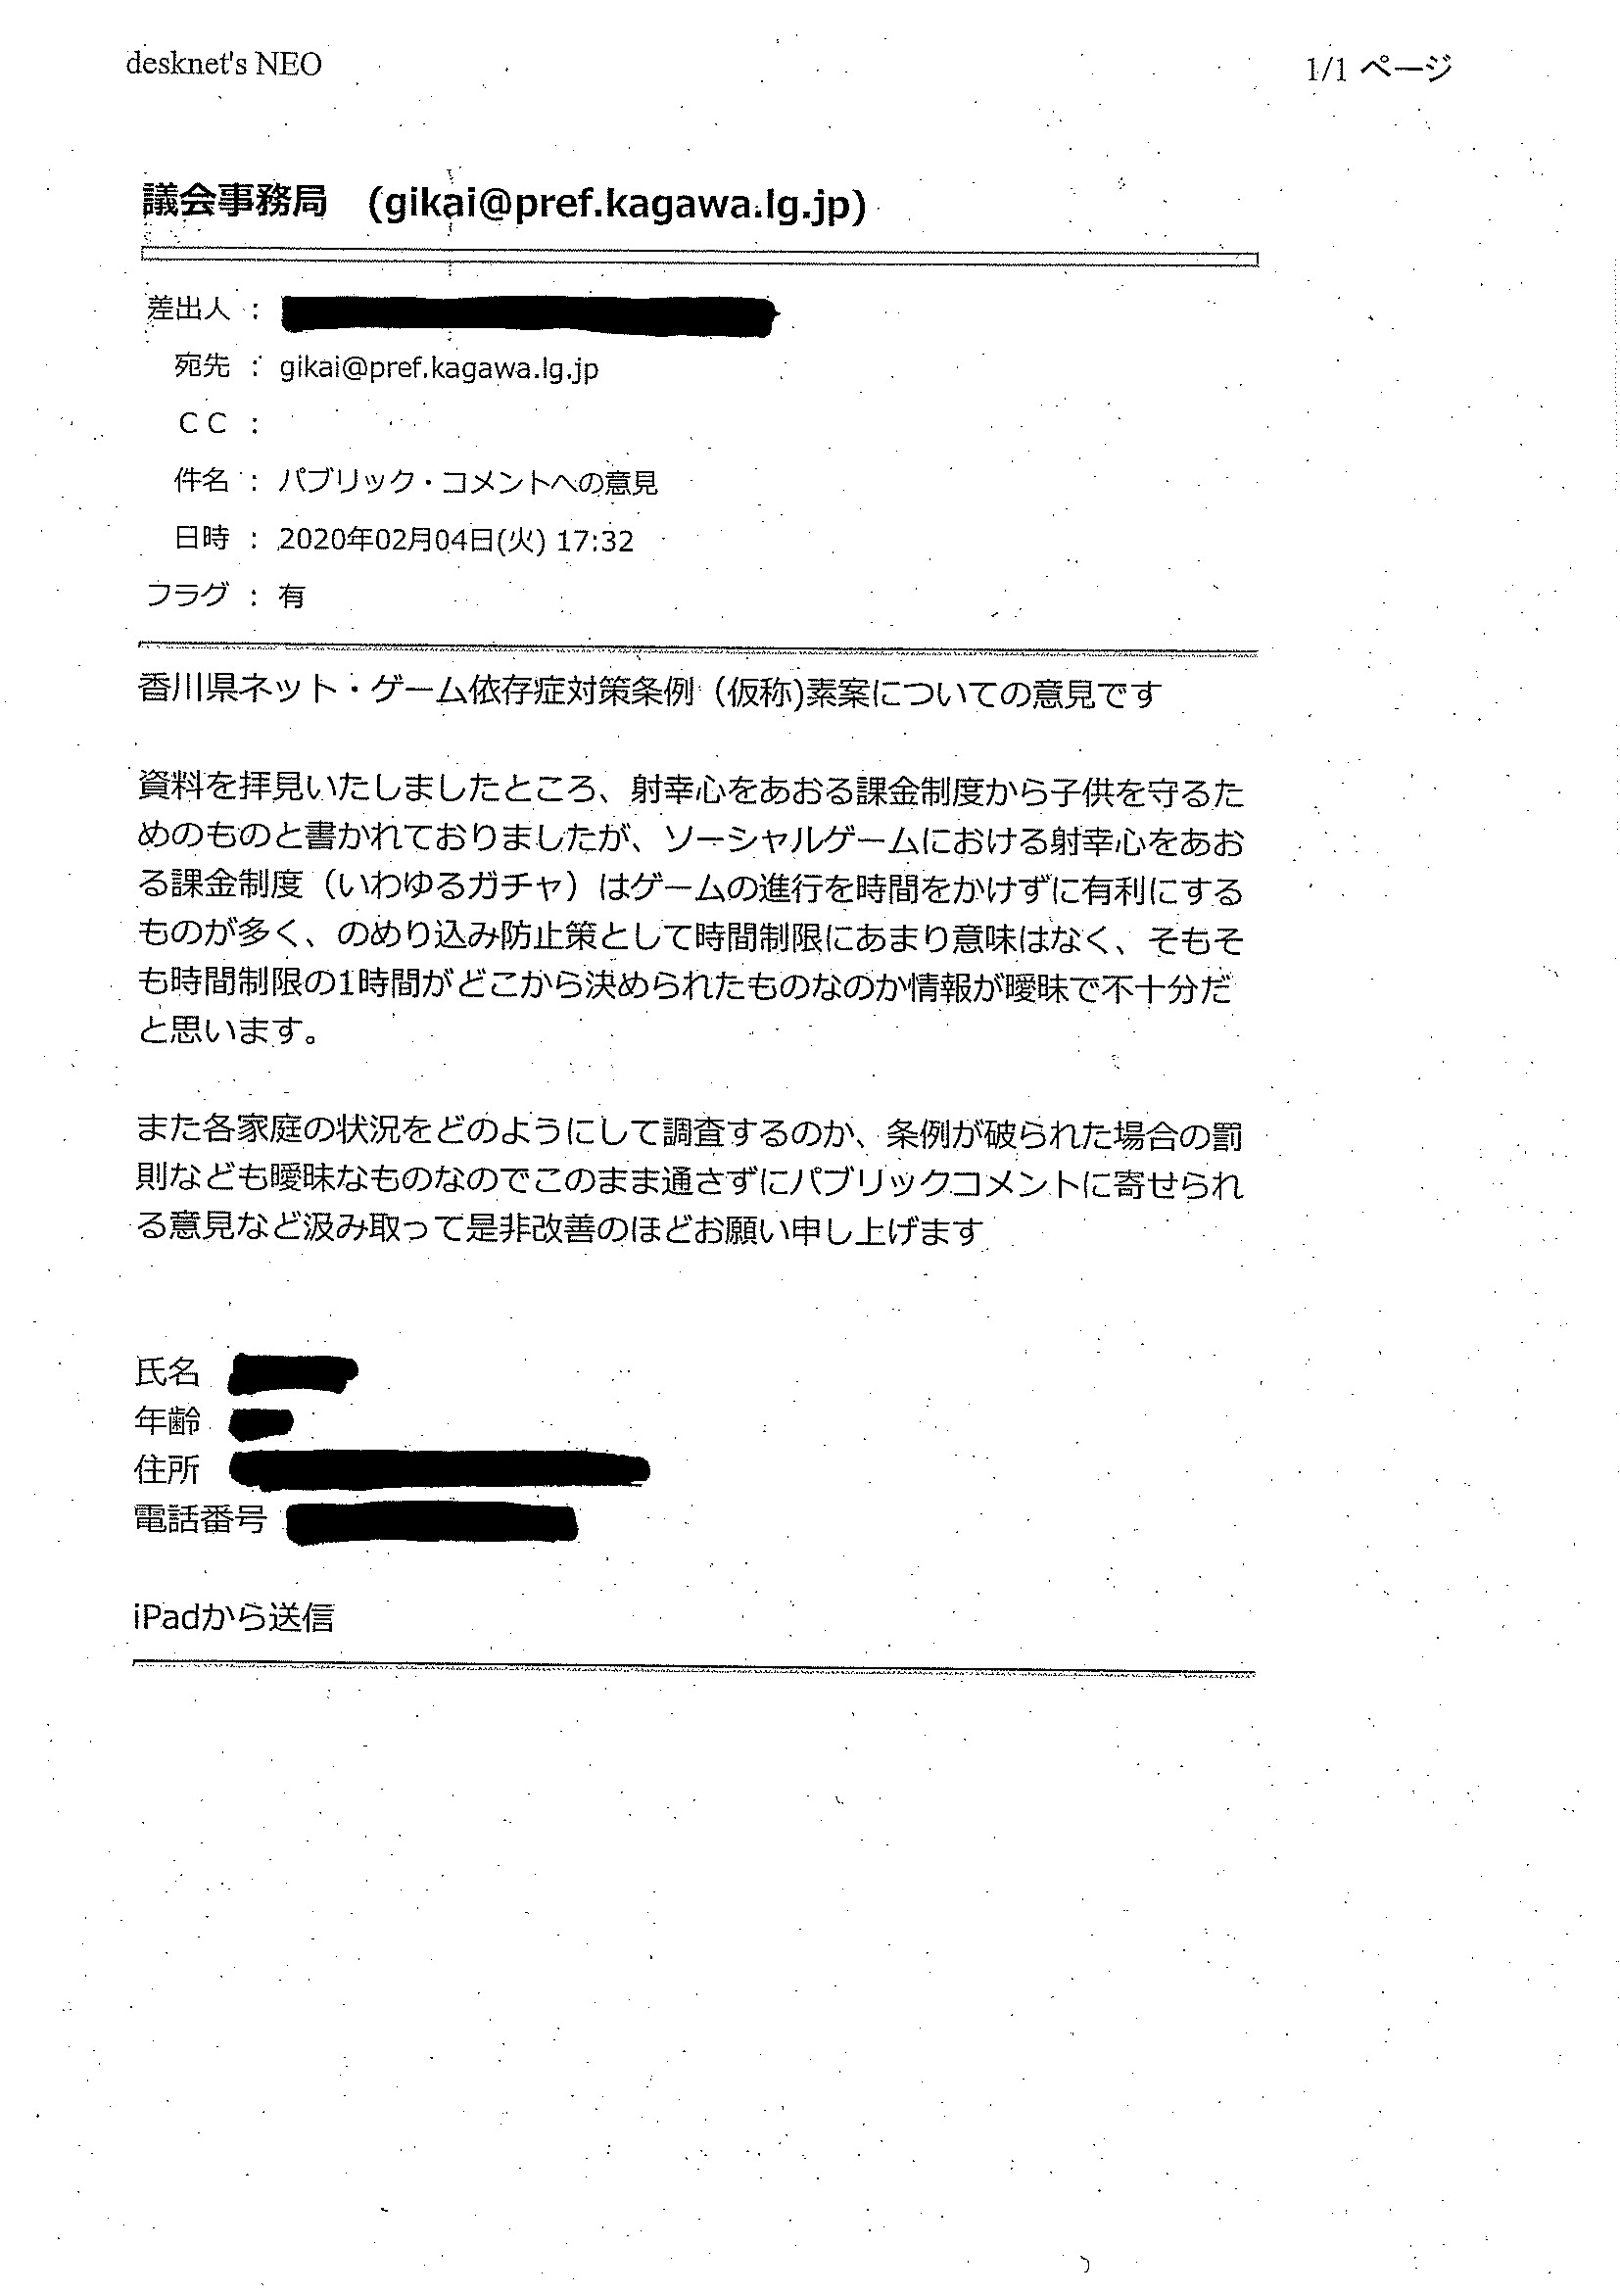 desknet's NEO
1/1 ページ
議会事務局 (gikai@pref.kagawa.lg.jp)
差出人 :
宛先 : gikai@pref.kagawa.lg.jp
CC :
件名 : パブリック・コメントへの意見
日時 : 2020年02月04日(火) 17:32
フラグ : 有
香川県ネット・ゲーム依存症対策条例（仮称)素案についての意見です
資料を拝見いたしましたところ、射幸心をあおる課金制度から子供を守るた
めのものと書かれておりましたが、ソーシャルゲームにおける射幸心をあお
る課金制度（いわゆるガチャ）はゲームの進行を時間をかけずに有利にする
ものが多く、のめり込み防止策として時間制限にあまり意味はなく、そもそ
も時間制限の1時間がどこから決められたものなのか情報が曖昧で不十分だ
と思います。
また各家庭の状況をどのようにして調査するのか、条例が破られた場合の罰
則なども曖昧なものなのでこのまま通さずにパブリックコメントに寄せられ
る意見など汲み取って是非改善のほどお願い申し上げます
氏名
年齢
住所
電話番号
iPadから送信